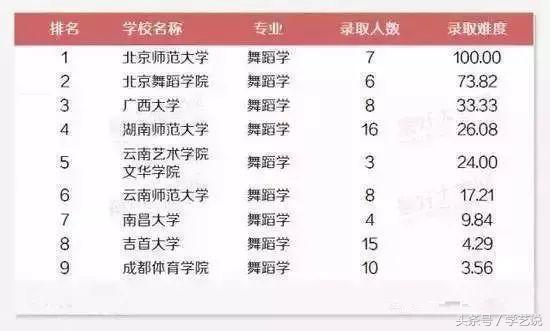 排名 学校名称 专业 录取人数 录取难度
1 北京师范大学 舞蹈学 7 100.00
2 北京舞蹈学院 舞蹈学 6 73.82
3 广西大学 舞蹈学 8 33.33
4 湖南师范大学 舞蹈学 16 26.08
5 云南艺术学院 舞蹈学 3 24.00
文华学院
6 云南师范大学 舞蹈学 8 17.21
7 南昌大学 舞蹈学 4 9.84
8 吉首大学 舞蹈学 15 4.29
9 成都体育学院 舞蹈学 10 3.56
头条号 / 学艺说